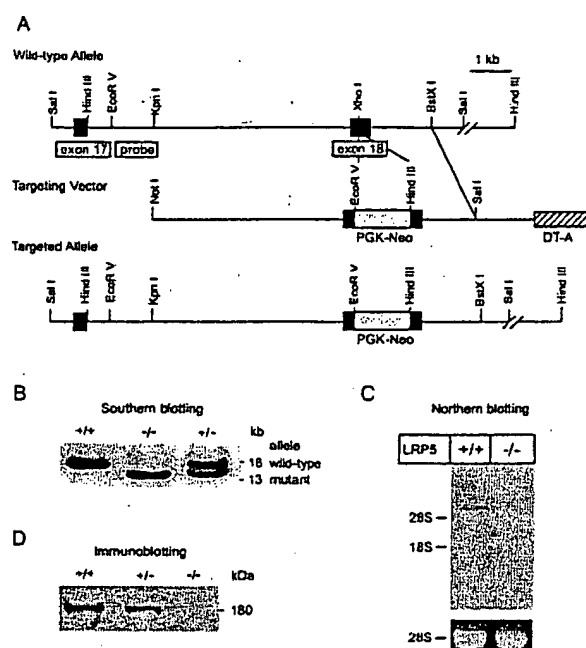 A
Wild-type Allele
1 kb
Sal I
Hind III
EcoR V
Kpn I
Xho I
BstX I
Sal I
Hind III
exon 17
probe
exon 18
Targeting Vector
Not I
EcoR V
Hind III
Sal I
PGK-Neo
DT-A
Targeted Allele
Sal I
Hind III
EcoR V
Kpn I
EcoR V
Hind III
BstX I
Sal I
Hind III
PGK-Neo
B
Southern blotting
+/+ -/- +/- kb
allele
18 wild-type
13 mutant
C
Northern blotting
LRP5 +/+ -/-
28S
18S
28S
D
Immunoblotting
+/+ +/- -/- kDa
180